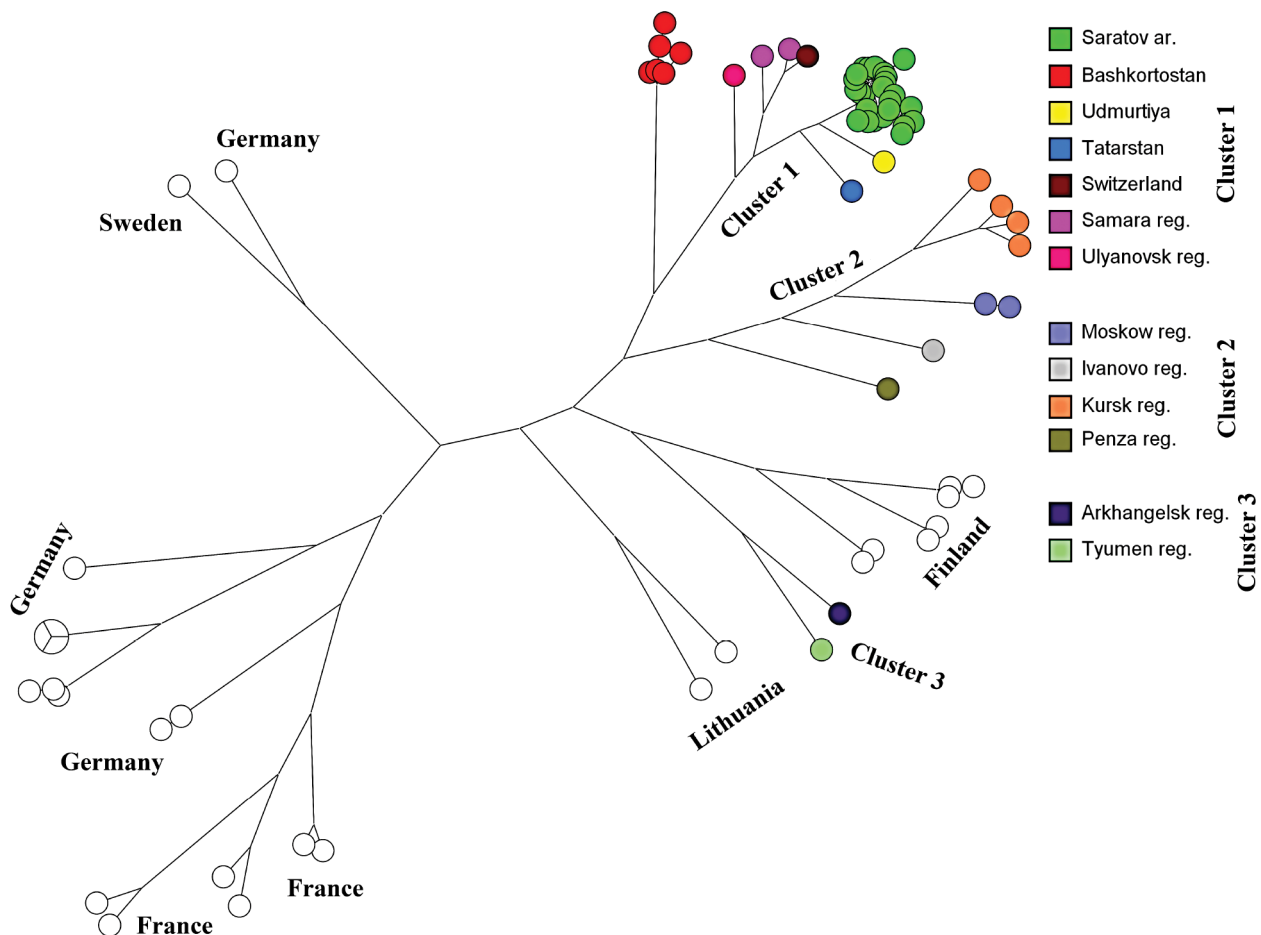 Germany
Sweden
Cluster 1
Cluster 2
Finland
Cluster 3
Lithuania
Germany
Germany
France
France
Saratov ar.
Bashkortostan
Udmurtiya
Tatarstan
Switzerland
Samara reg.
Ulyanovsk reg.
Cluster 1
Moskow reg.
Ivanovo reg.
Kursk reg.
Penza reg.
Cluster 2
Arkhangelsk reg.
Tyumen reg.
Cluster 3